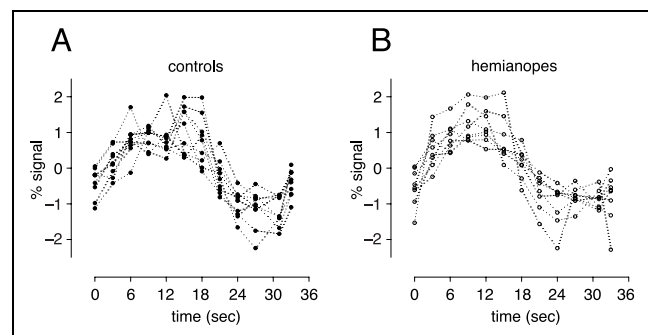 A
B
controls
hemianopes
2
1
0
−1
−2
% signal
0 6 12 18 24 30 36
time (sec)
2
1
0
−1
−2
% signal
0 6 12 18 24 30 36
time (sec)